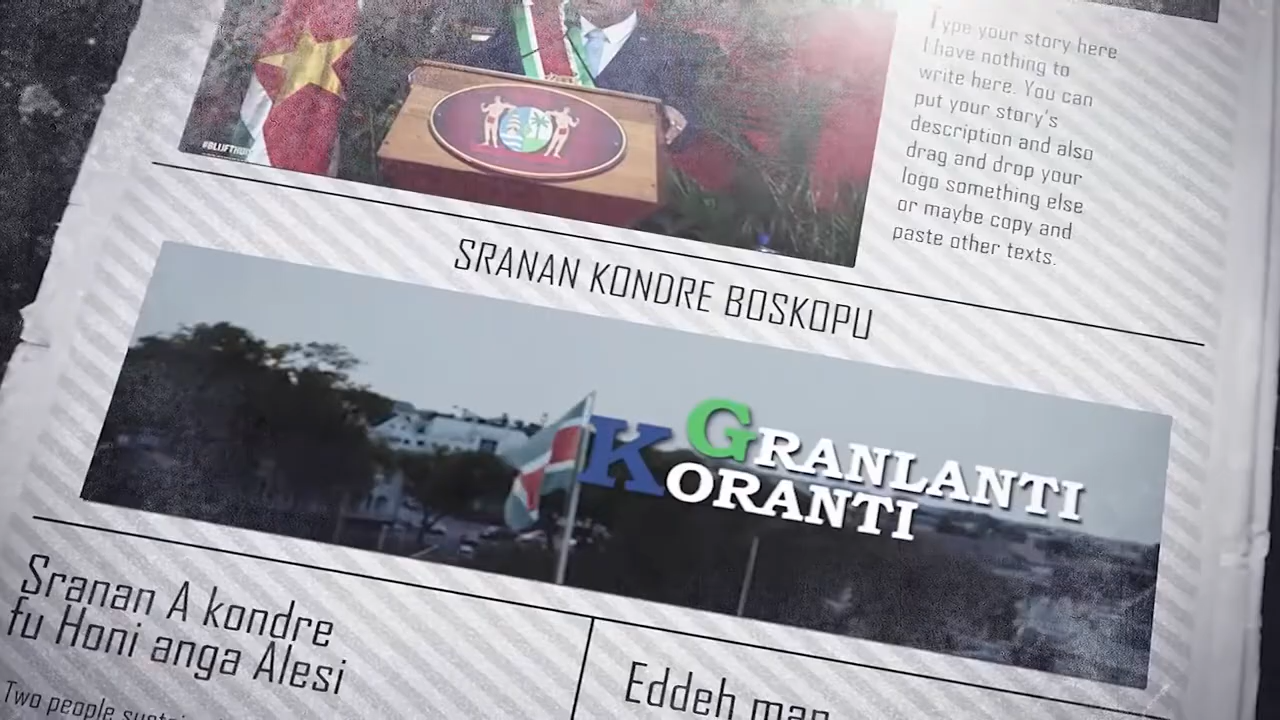 Type your story here
I have nothing to
write here. You can
put your story's
description and also
drag and drop your
logo something else
or maybe copy and
paste other texts.
SRANAN KONDRE BOSKOPU
GRANLANTI
KORANTI
Sranan A kondre
fu Honi anga Alesi
Two people
Eddeh man